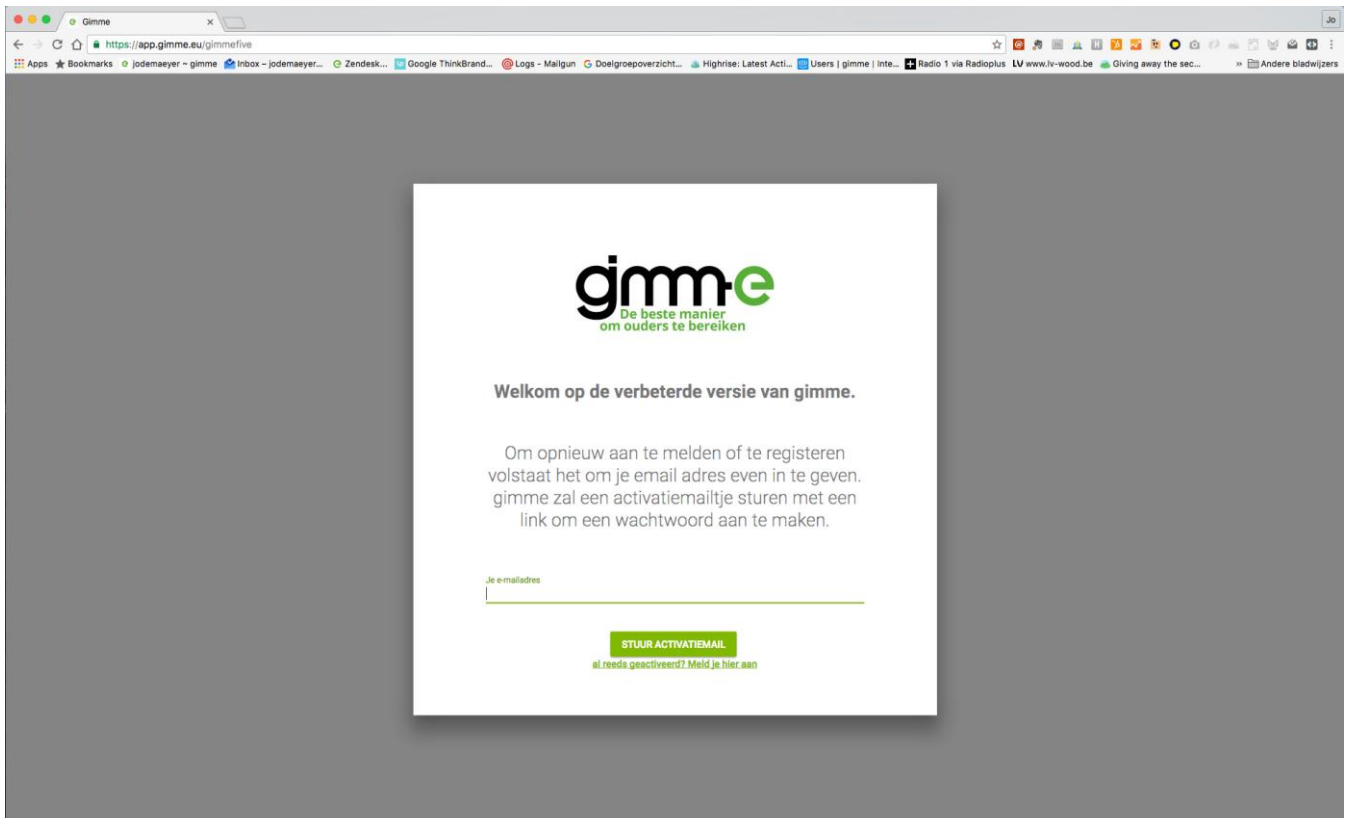 Gimme
Jo
https://app.gimme.eu/gimmefive
Apps Bookmarks jodemaeyer ~ gimme Inbox – jodemaeyer... Zendesk... Google ThinkBrand... Logs - Mailgun Doelgroepoverzicht... Highrise: Latest Acti... Users | gimme | Inte... Radio 1 via Radioplus LV www.lv-wood.be Giving away the sec... » Andere bladwijzers
gimm-e
De beste manier
om ouders te bereiken
Welkom op de verbeterde versie van gimme.
Om opnieuw aan te melden of te registeren
volstaat het om je email adres even in te geven.
gimme zal een activatiemailtje sturen met een
link om een wachtwoord aan te maken.
Je e-mailadres
STUUR ACTIVATIEMAIL
al reeds geactiveerd? Meld je hier aan